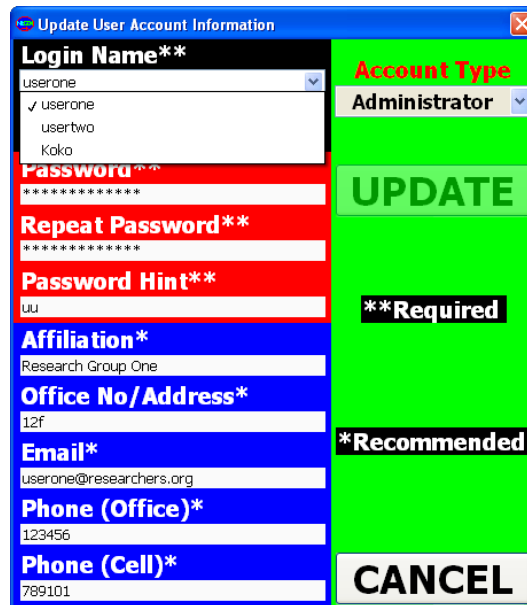 Update User Account Information
Login Name**
userone
✓ userone
usertwo
Koko
Password**
*************
Repeat Password**
*************
Password Hint**
uu
Affiliation*
Research Group One
Office No/Address*
12f
Email*
userone@researchers.org
Phone (Office)*
123456
Phone (Cell)*
789101
Account Type
Administrator
UPDATE
**Required
*Recommended
CANCEL